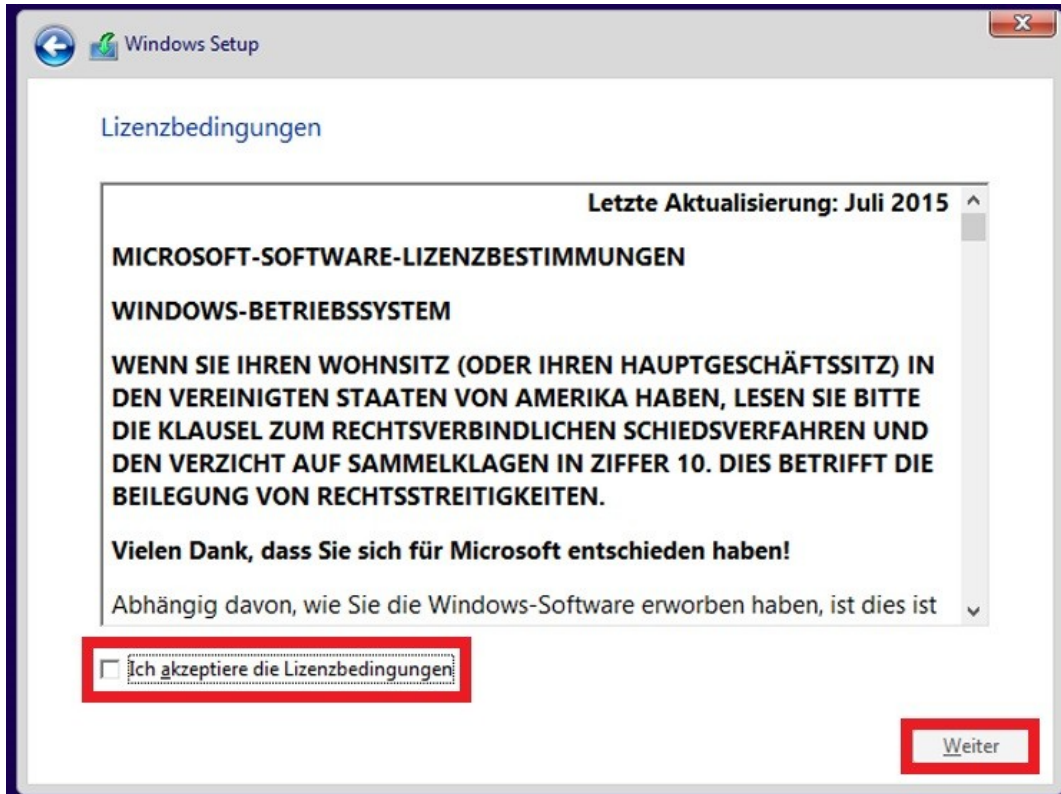 Windows Setup
Lizenzbedingungen
Letzte Aktualisierung: Juli 2015
MICROSOFT-SOFTWARE-LIZENZBESTIMMUNGEN
WINDOWS-BETRIEBSSYSTEM
WENN SIE IHREN WOHNSITZ (ODER IHREN HAUPTGESCHÄFTSSITZ) IN
DEN VEREINIGTEN STAATEN VON AMERIKA HABEN, LESEN SIE BITTE
DIE KLAUSEL ZUM RECHTSVERBINDLICHEN SCHIEDSVERFAHREN UND
DEN VERZICHT AUF SAMMELKLAGEN IN ZIFFER 10. DIES BETRIFFT DIE
BEILEGUNG VON RECHTSSTREITIGKEITEN.
Vielen Dank, dass Sie sich für Microsoft entschieden haben!
Abhängig davon, wie Sie die Windows-Software erworben haben, ist dies ist
Ich akzeptiere die Lizenzbedingungen
Weiter